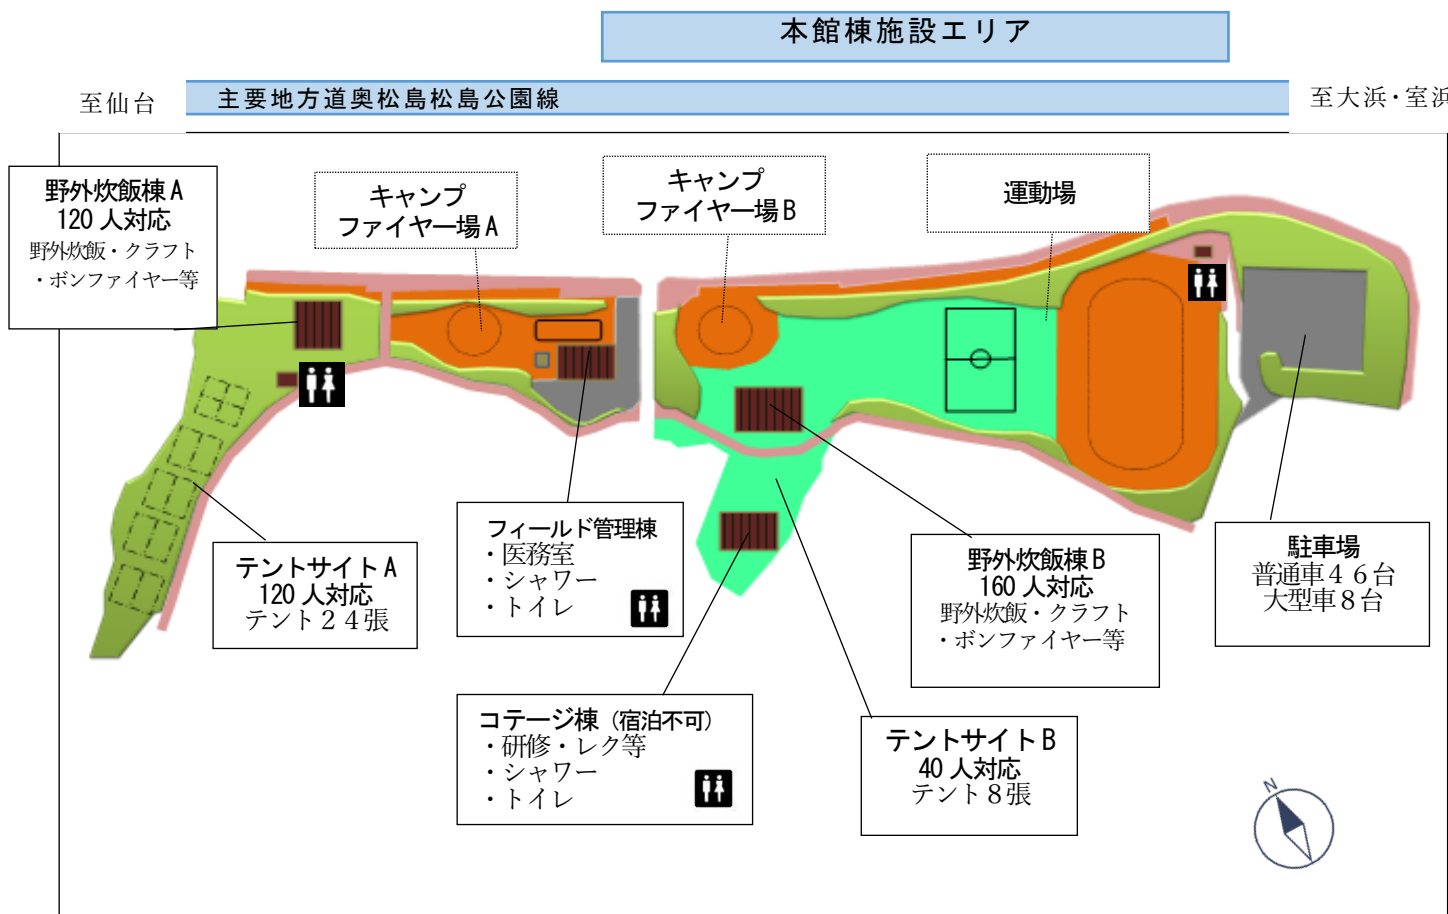 本館棟施設エリア
至仙台
主要地方道奥松島松島公園線
至大浜・室浜
野外炊飯棟A
120人対応
野外炊飯・クラフト
・ボンファイヤー等
キャンプ
ファイヤー場A
キャンプ
ファイヤー場B
運動場
テントサイトA
120人対応
テント２４張
フィールド管理棟
・医務室
・シャワー
・トイレ
コテージ棟（宿泊不可）
・研修・レク等
・シャワー
・トイレ
野外炊飯棟B
160人対応
野外炊飯・クラフト
・ボンファイヤー等
テントサイトB
40人対応
テント８張
駐車場
普通車４６台
大型車８台
N